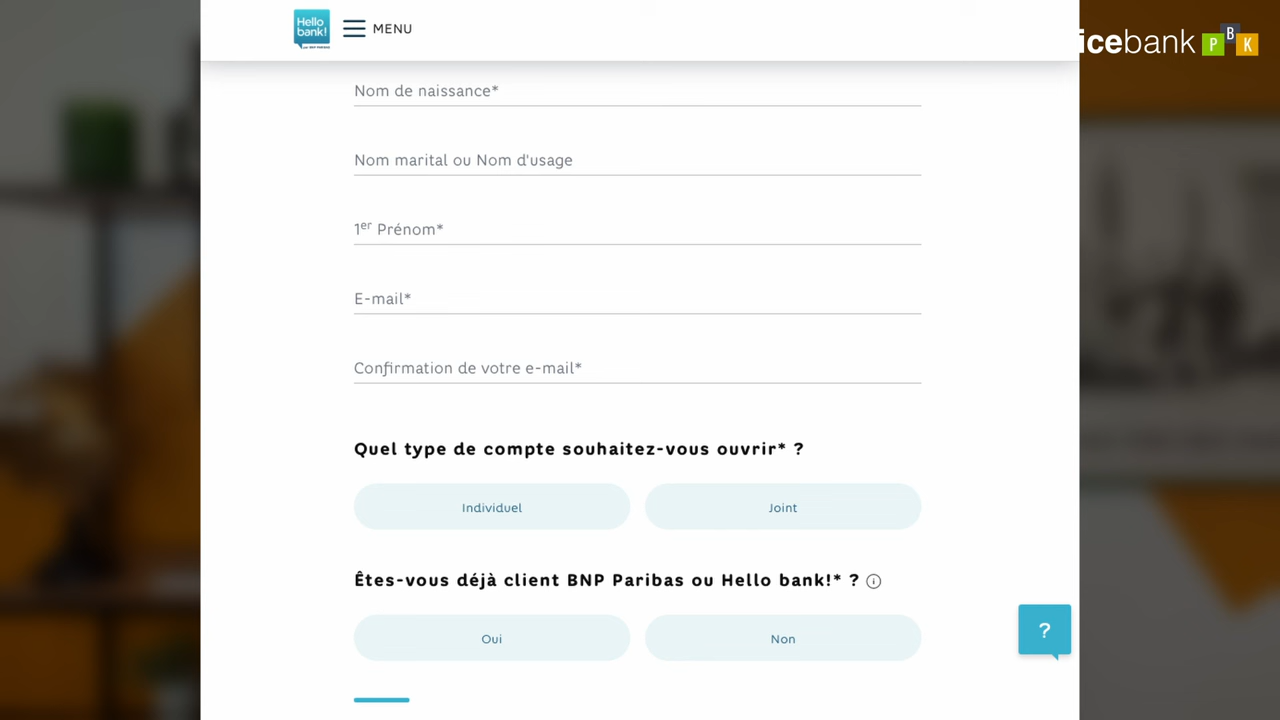 Hello
bank!
MENU
icebank
P
B
K
Nom de naissance*
Nom marital ou Nom d'usage
1er Prénom*
E-mail*
Confirmation de votre e-mail*
Quel type de compte souhaitez-vous ouvrir* ?
Individuel
Joint
Êtes-vous déjà client BNP Paribas ou Hello bank!* ?
Oui
Non
?